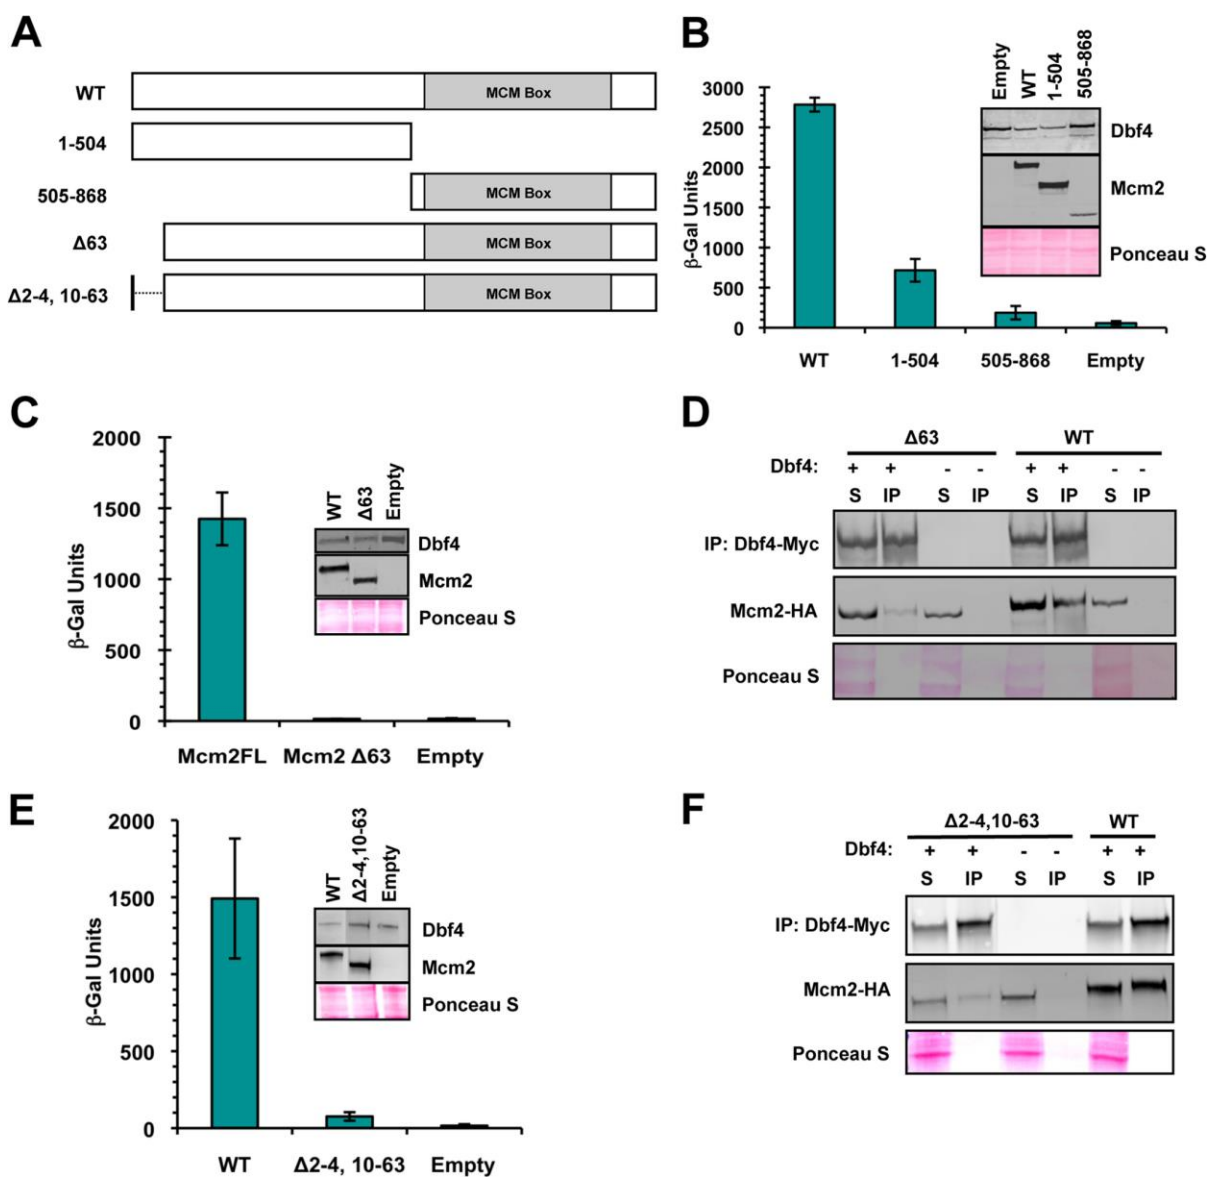 A
WT
MCM Box
1-504
505-868
MCM Box
Δ63
MCM Box
Δ2-4, 10-63
MCM Box
B
β-Gal Units
3000
2500
2000
1500
1000
500
0
WT 1-504 505-868 Empty
Empty WT 1-504 505-868
Dbf4
Mcm2
Ponceau S
C
β-Gal Units
2000
1500
1000
500
0
Mcm2FL Mcm2 Δ63 Empty
WT Δ63 Empty
Dbf4
Mcm2
Ponceau S
D
Δ63 WT
Dbf4: + + - - + + - -
S IP S IP S IP S IP
IP: Dbf4-Myc
Mcm2-HA
Ponceau S
E
β-Gal Units
2000
1500
1000
500
0
WT Δ2-4, 10-63 Empty
WT Δ2-4,10-63 Empty
Dbf4
Mcm2
Ponceau S
F
Δ2-4,10-63 WT
Dbf4: + + - - + +
S IP S IP S IP
IP: Dbf4-Myc
Mcm2-HA
Ponceau S